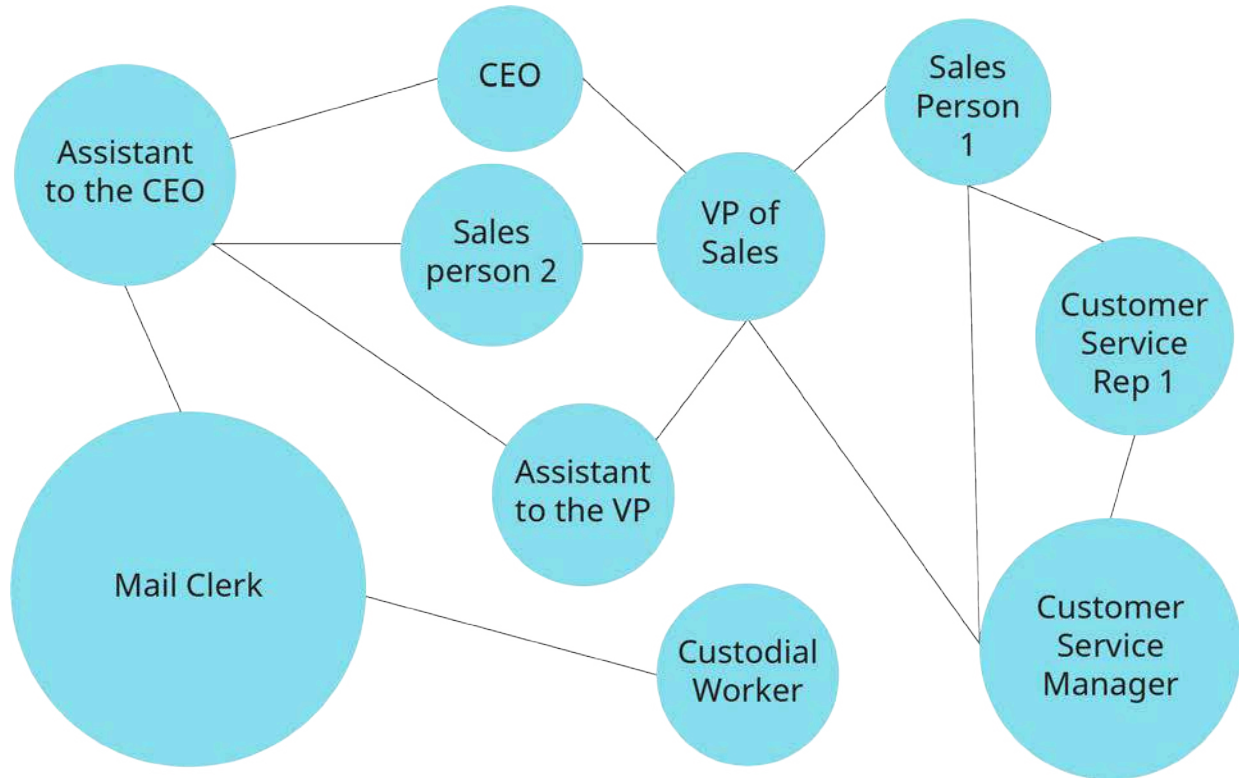 Assistant
to the CEO
CEO
Sales
Person
1
Sales
person 2
VP of
Sales
Customer
Service
Rep 1
Assistant
to the VP
Mail Clerk
Custodial
Worker
Customer
Service
Manager